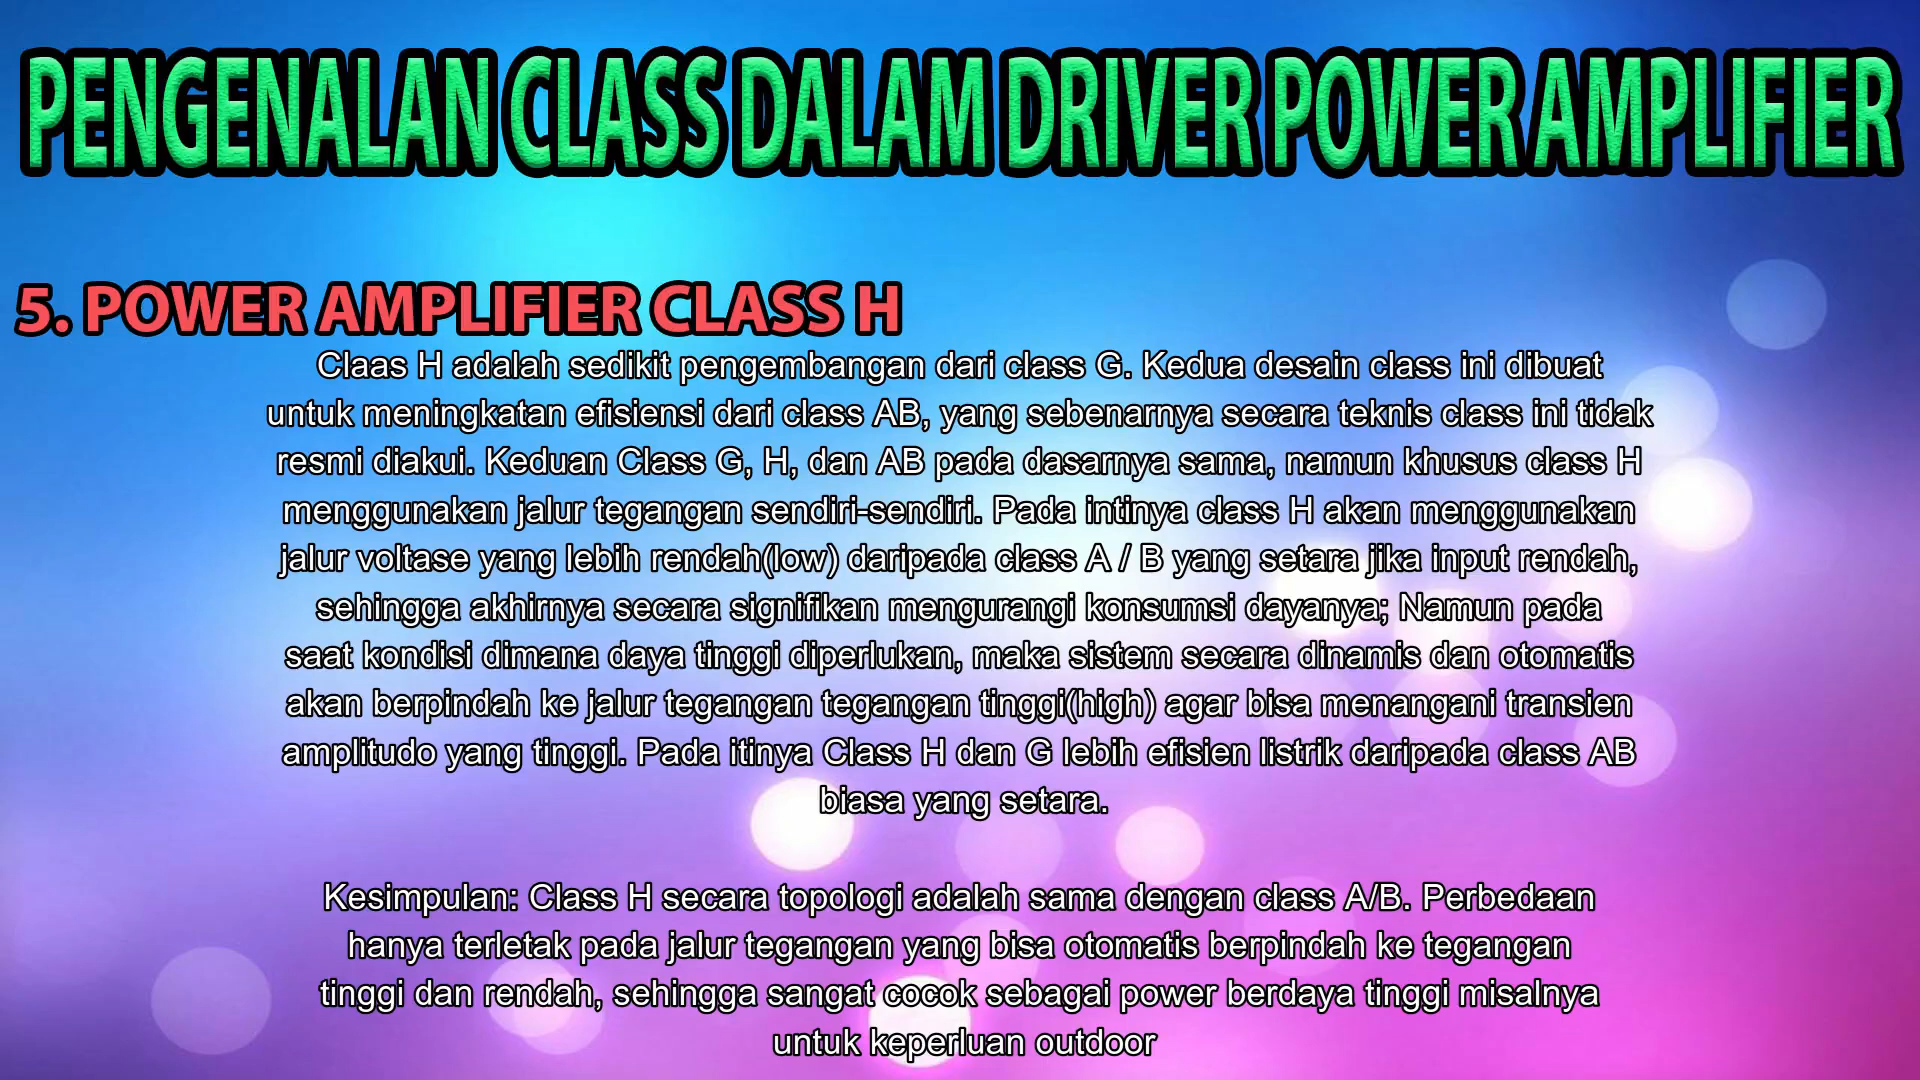 PENGENALAN CLASS DALAM DRIVER POWER AMPLIFIER
5. POWER AMPLIFIER CLASS H
Claas H adalah sedikit pengembangan dari class G. Kedua desain class ini dibuat
untuk meningkatan efisiensi dari class AB, yang sebenarnya secara teknis class ini tidak
resmi diakui. Keduan Class G, H, dan AB pada dasarnya sama, namun khusus class H
menggunakan jalur tegangan sendiri-sendiri. Pada intinya class H akan menggunakan
jalur voltase yang lebih rendah(low) daripada class A / B yang setara jika input rendah,
sehingga akhirnya secara signifikan mengurangi konsumsi dayanya; Namun pada
saat kondisi dimana daya tinggi diperlukan, maka sistem secara dinamis dan otomatis
akan berpindah ke jalur tegangan tegangan tinggi(high) agar bisa menangani transien
amplitudo yang tinggi. Pada itinya Class H dan G lebih efisien listrik daripada class AB
biasa yang setara.
Kesimpulan: Class H secara topologi adalah sama dengan class A/B. Perbedaan
hanya terletak pada jalur tegangan yang bisa otomatis berpindah ke tegangan
tinggi dan rendah, sehingga sangat cocok sebagai power berdaya tinggi misalnya
untuk keperluan outdoor